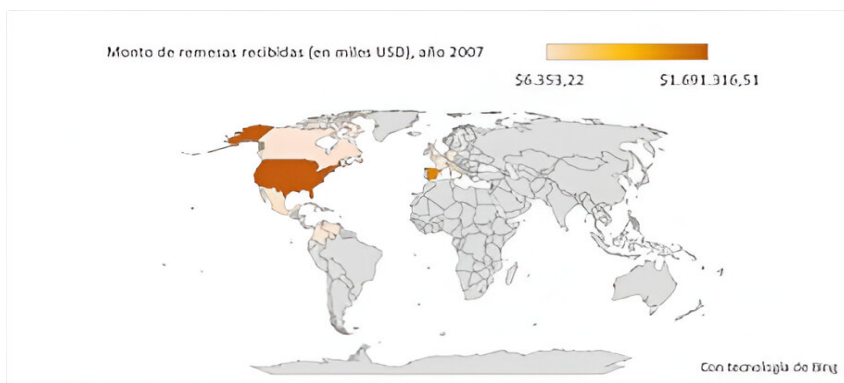 Monto de remesas recibidas (en miles USD), año 2007
$6.353,22
$1.691.316,51
Con tecnología de Bing